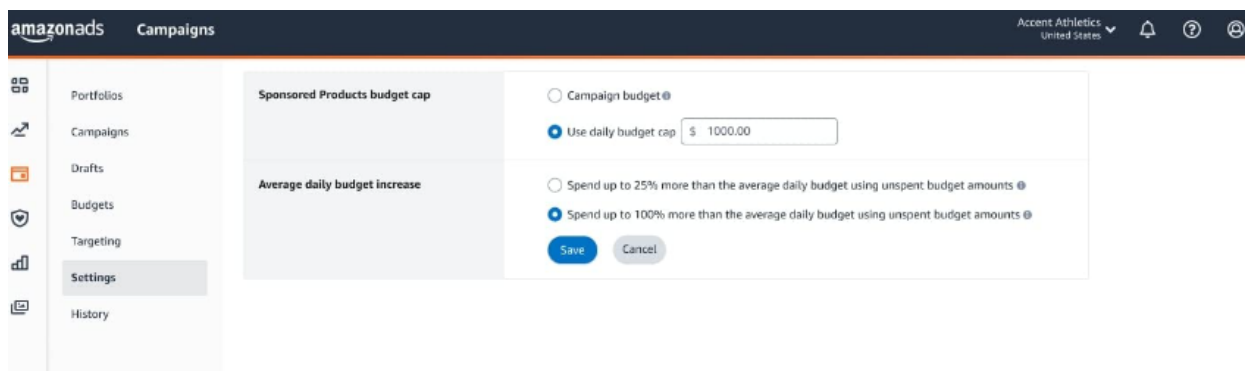 amazonads
Campaigns
Accent Athletics
United States
Portfolios
Campaigns
Drafts
Budgets
Targeting
Settings
History
Sponsored Products budget cap
Campaign budget
Use daily budget cap $ 1000.00
Average daily budget increase
Spend up to 25% more than the average daily budget using unspent budget amounts
Spend up to 100% more than the average daily budget using unspent budget amounts
Save
Cancel